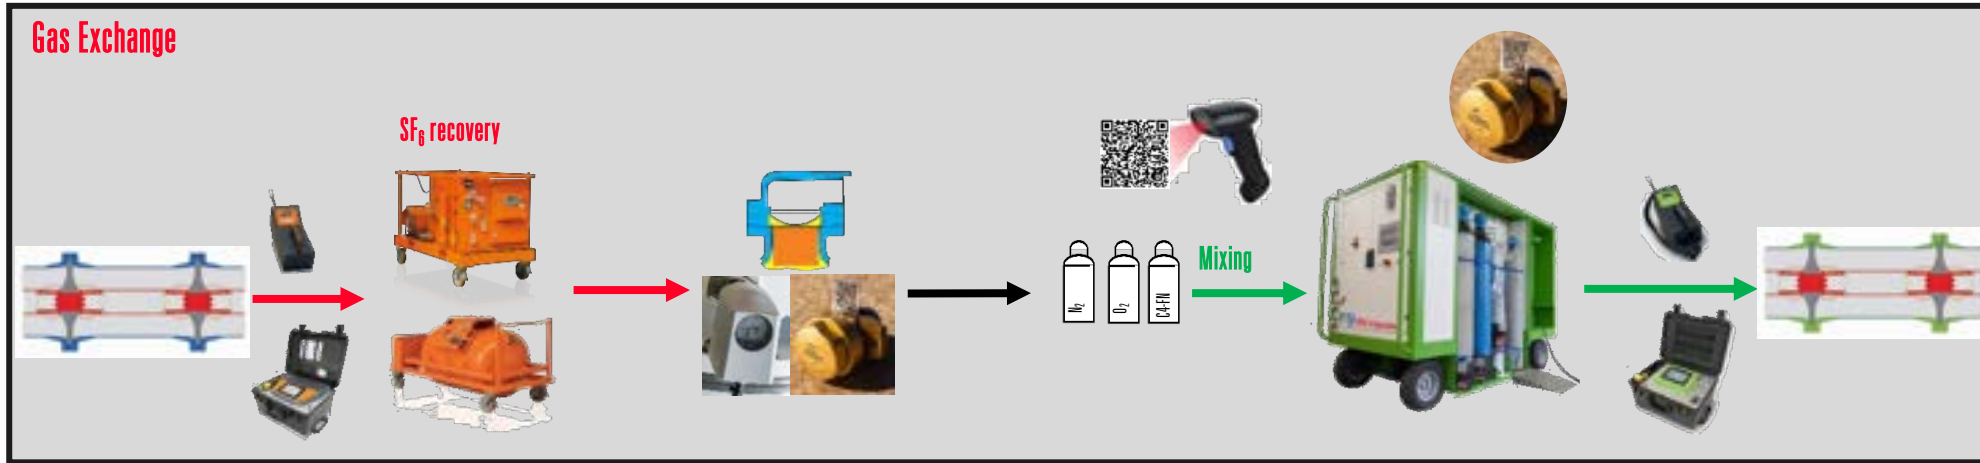 Gas Exchange
SF₆ recovery
N₂
O₂
C4-FN
Mixing